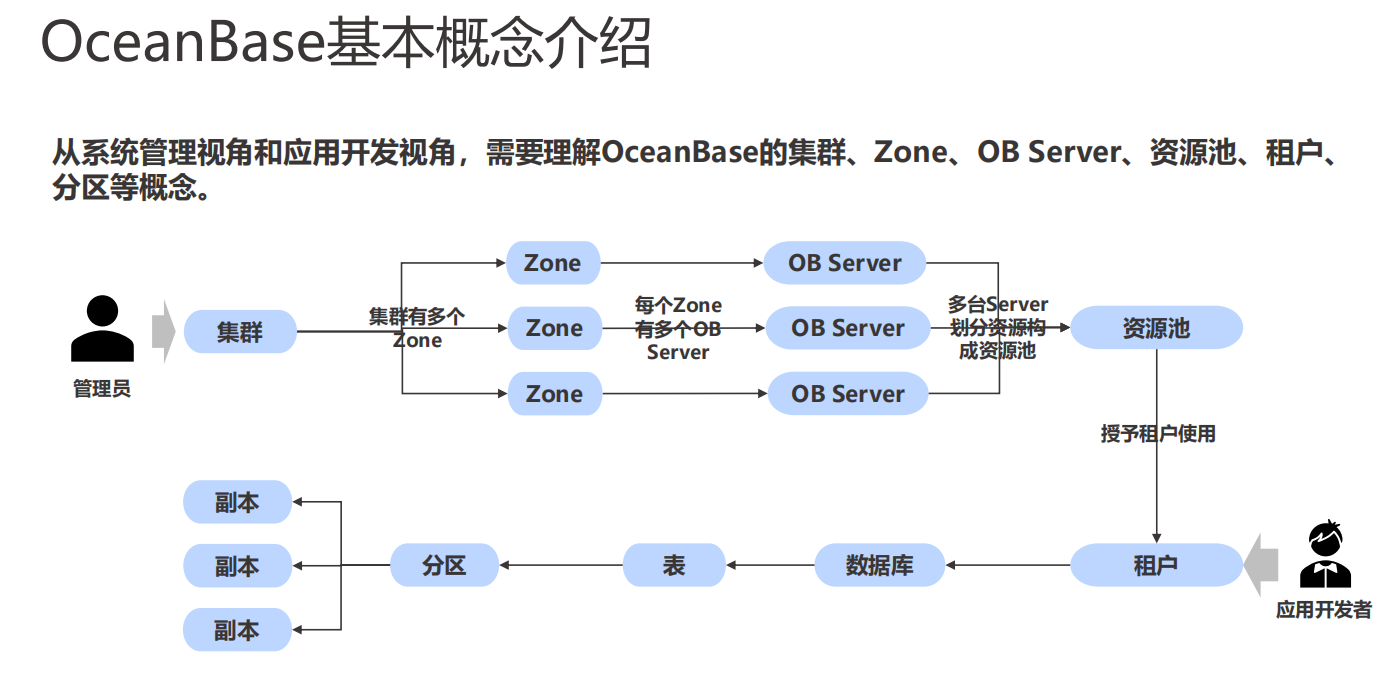 OceanBase基本概念介绍
从系统管理视角和应用开发视角，需要理解OceanBase的集群、Zone、OB Server、资源池、租户、
分区等概念。
Zone
OB Server
集群有多个
Zone
每个Zone
有多个OB
Server
多台Server
划分资源构
成资源池
集群
Zone
OB Server
资源池
管理员
Zone
OB Server
授予租户使用
副本
副本
副本
分区
表
数据库
租户
应用开发者